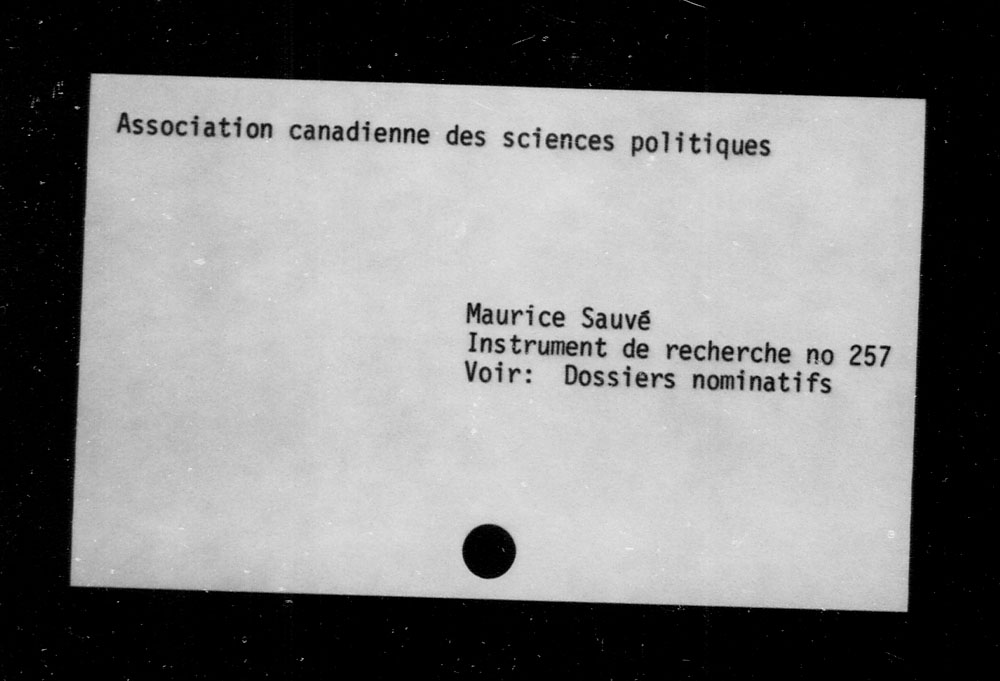 Association canadienne des sciences politiques
Maurice Sauvé
Instrument de recherche no 257
Voir: Dossiers nominatifs